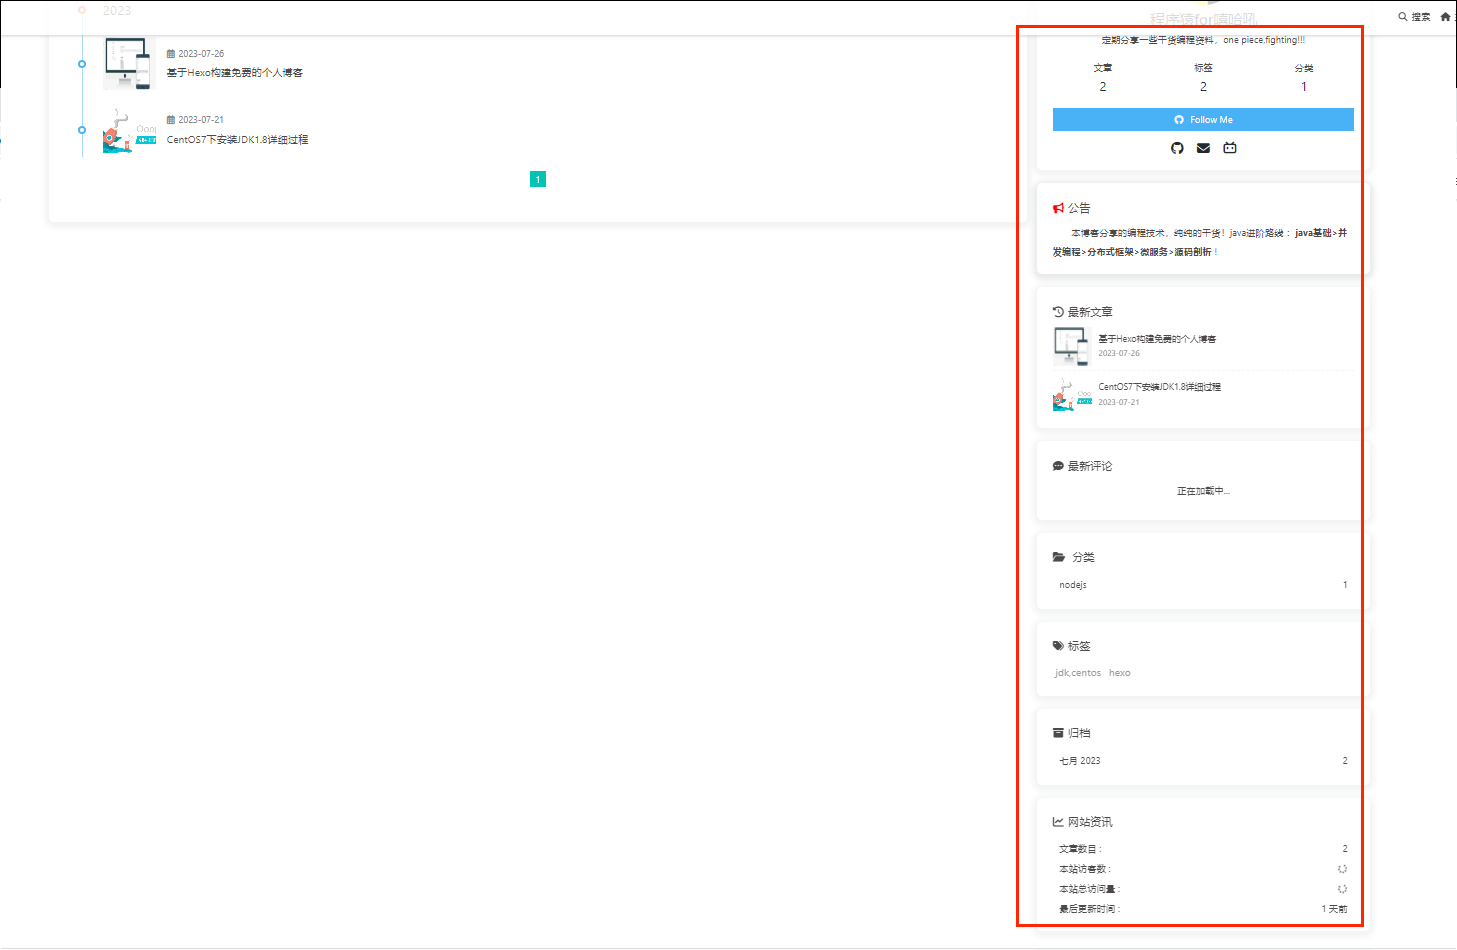 2023
2023-07-26
基于Hexo构建免费的个人博客
2023-07-21
CentOS7下安装JDK1.8详细过程
1
搜索
程序猿for嘻哈吼
定期分享一些干货编程资料，one piece,fighting!!!
文章 标签 分类
2 2 1
Follow Me
公告
本博客分享的编程技术，纯纯的干货！java进阶路线 : java基础>并
发编程>分布式框架>微服务>源码剖析！
最新文章
基于Hexo构建免费的个人博客
2023-07-26
CentOS7下安装JDK1.8详细过程
2023-07-21
最新评论
正在加载中...
分类
nodejs 1
标签
jdk,centos hexo
归档
七月 2023 2
网站资讯
文章数目 : 2
本站访客数 :
本站总访问量 :
最后更新时间 : 1 天前